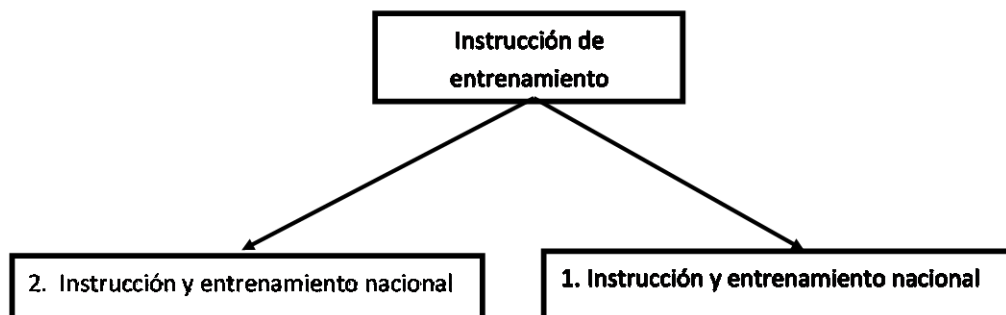 Instrucción de
entrenamiento
2. Instrucción y entrenamiento nacional
1. Instrucción y entrenamiento nacional